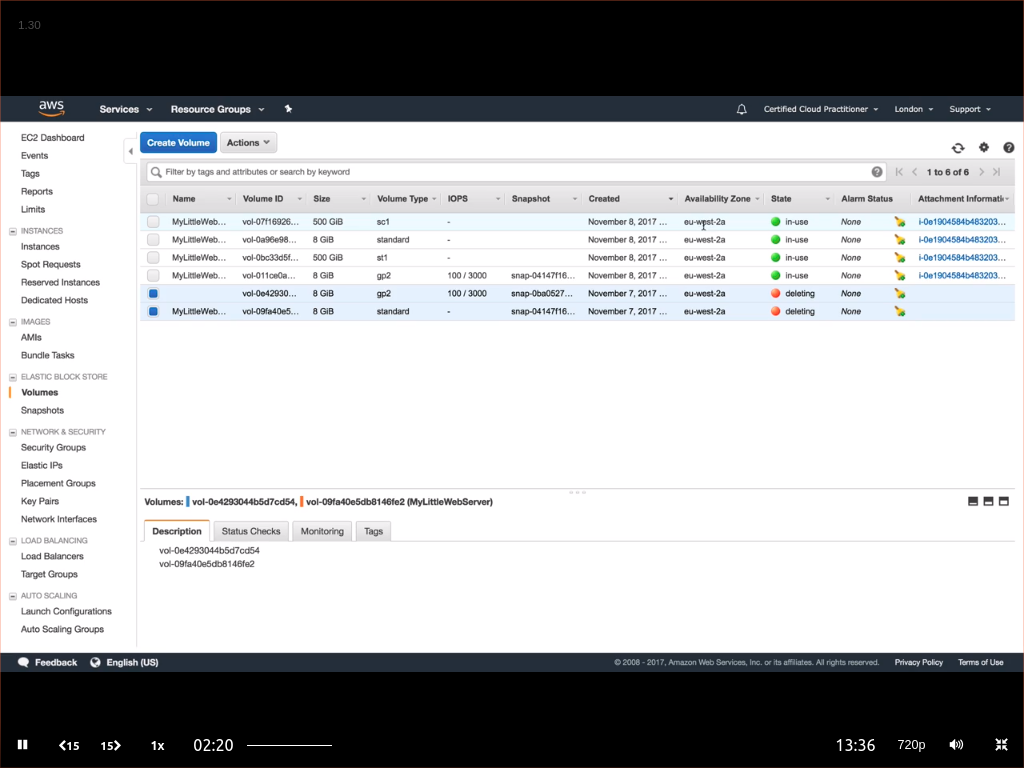 1.30
aws Services Resource Groups Certified Cloud Practitioner London Support
EC2 Dashboard
Events
Tags
Reports
Limits
INSTANCES
Instances
Spot Requests
Reserved Instances
Dedicated Hosts
IMAGES
AMIs
Bundle Tasks
ELASTIC BLOCK STORE
Volumes
Snapshots
NETWORK & SECURITY
Security Groups
Elastic IPs
Placement Groups
Key Pairs
Network Interfaces
LOAD BALANCING
Load Balancers
Target Groups
AUTO SCALING
Launch Configurations
Auto Scaling Groups
Create Volume Actions
Filter by tags and attributes or search by keyword 1 to 6 of 6
Name Volume ID Size Volume Type IOPS Snapshot Created Availability Zone State Alarm Status Attachment Informati
MyLittleWeb... vol-07f16926... 500 GiB sc1 - November 8, 2017 ... eu-west-2a in-use None i-0e1904584b483203...
MyLittleWeb... vol-0a96e98... 8 GiB standard - November 8, 2017 ... eu-west-2a in-use None i-0e1904584b483203...
MyLittleWeb... vol-0bc33d5f... 500 GiB st1 - November 8, 2017 ... eu-west-2a in-use None i-0e1904584b483203...
MyLittleWeb... vol-011ce0a... 8 GiB gp2 100 / 3000 snap-04147f16... November 8, 2017 ... eu-west-2a in-use None i-0e1904584b483203...
vol-0e42930... 8 GiB gp2 100 / 3000 snap-0ba0527... November 7, 2017 ... eu-west-2a deleting None
MyLittleWeb... vol-09fa40e5... 8 GiB standard - snap-04147f16... November 7, 2017 ... eu-west-2a deleting None
Volumes: vol-0e4293044b5d7cd54, vol-09fa40e5db8146fe2 (MyLittleWebServer)
Description Status Checks Monitoring Tags
vol-0e4293044b5d7cd54
vol-09fa40e5db8146fe2
Feedback English (US) © 2008 - 2017, Amazon Web Services, Inc. or its affiliates. All rights reserved. Privacy Policy Terms of Use
15 15 1x 02:20 13:36 720p